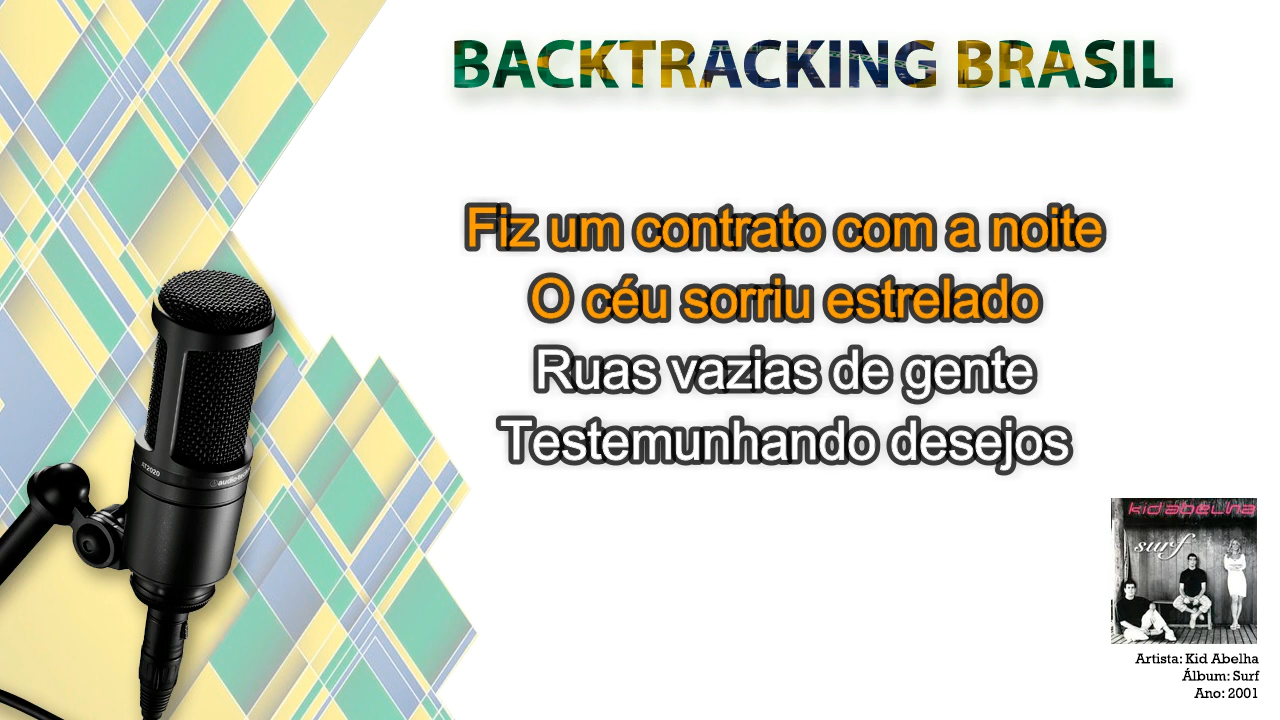 BACKTRACKING BRASIL
Fiz um contrato com a noite
O céu sorriu estrelado
Ruas vazias de gente
Testemunhando desejos
AT2020
kid abelha
surf
Artista: Kid Abelha
Álbum: Surf
Ano: 2001